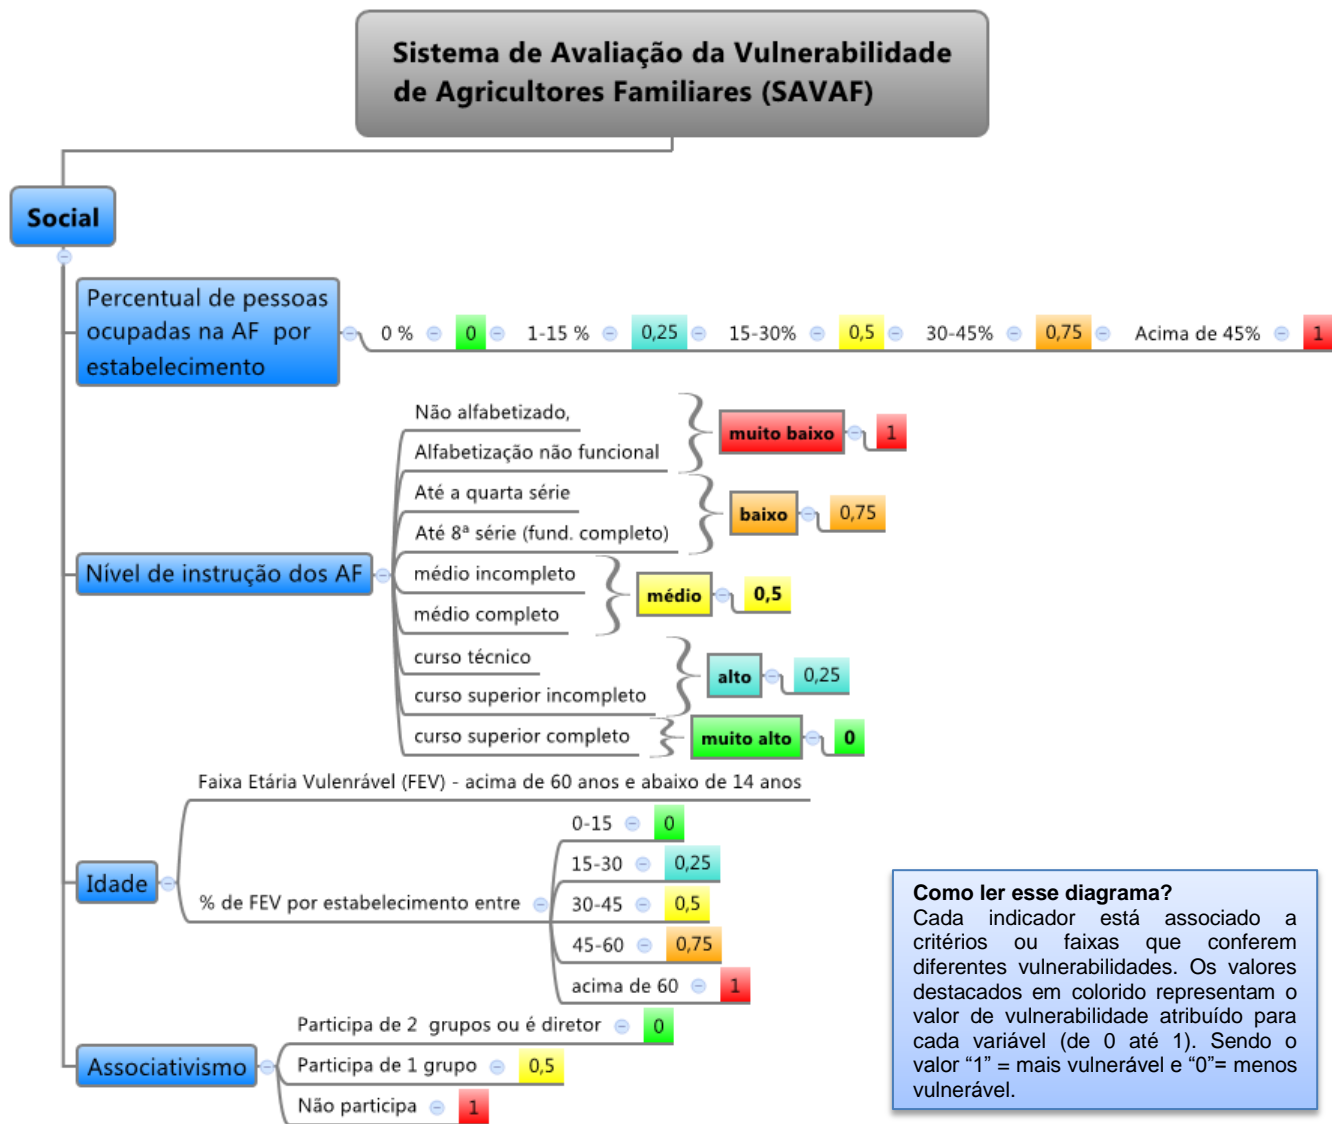 Sistema de Avaliação da Vulnerabilidade
de Agricultores Familiares (SAVAF)
Social
Percentual de pessoas
ocupadas na AF por
estabelecimento
0 % 0 1-15 % 0,25 15-30% 0,5 30-45% 0,75 Acima de 45% 1
Não alfabetizado,
Alfabetização não funcional
muito baixo 1
Até a quarta série
Até 8ª série (fund. completo)
baixo 0,75
Nível de instrução dos AF
médio incompleto
médio completo
médio 0,5
curso técnico
curso superior incompleto
alto 0,25
curso superior completo
muito alto 0
Idade
Faixa Etária Vulenrável (FEV) - acima de 60 anos e abaixo de 14 anos
% de FEV por estabelecimento entre
0-15 0
15-30 0,25
30-45 0,5
45-60 0,75
acima de 60 1
Associativismo
Participa de 2 grupos ou é diretor 0
Participa de 1 grupo 0,5
Não participa 1
Como ler esse diagrama?
Cada indicador está associado a
critérios ou faixas que conferem
diferentes vulnerabilidades. Os valores
destacados em colorido representam o
valor de vulnerabilidade atribuído para
cada variável (de 0 até 1). Sendo o
valor “1” = mais vulnerável e “0”= menos
vulnerável.